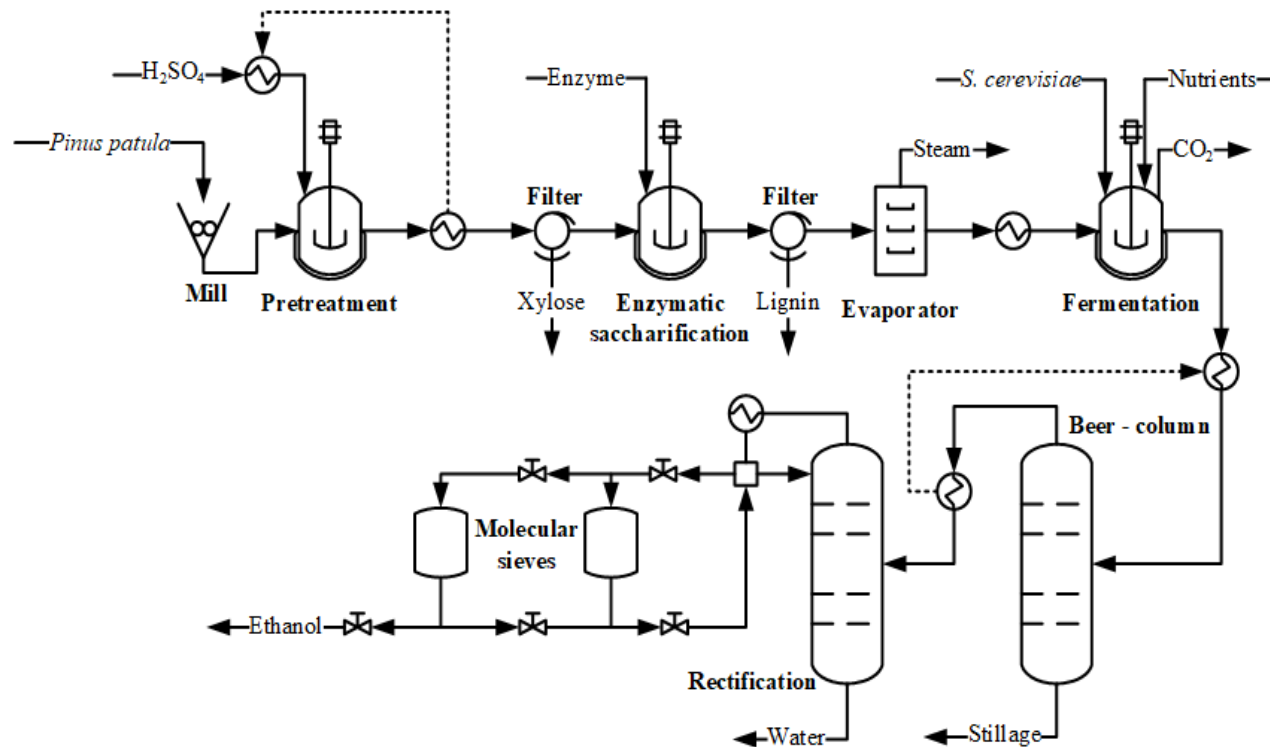 H₂SO₄
Enzyme
S. cerevisiae
Nutrients
Pinus patula
Steam
CO₂
Filter
Filter
Mill
Pretreatment
Xylose
Enzymatic
saccharification
Lignin
Evaporator
Fermentation
Beer - column
Molecular
sieves
Ethanol
Rectification
Water
Stillage